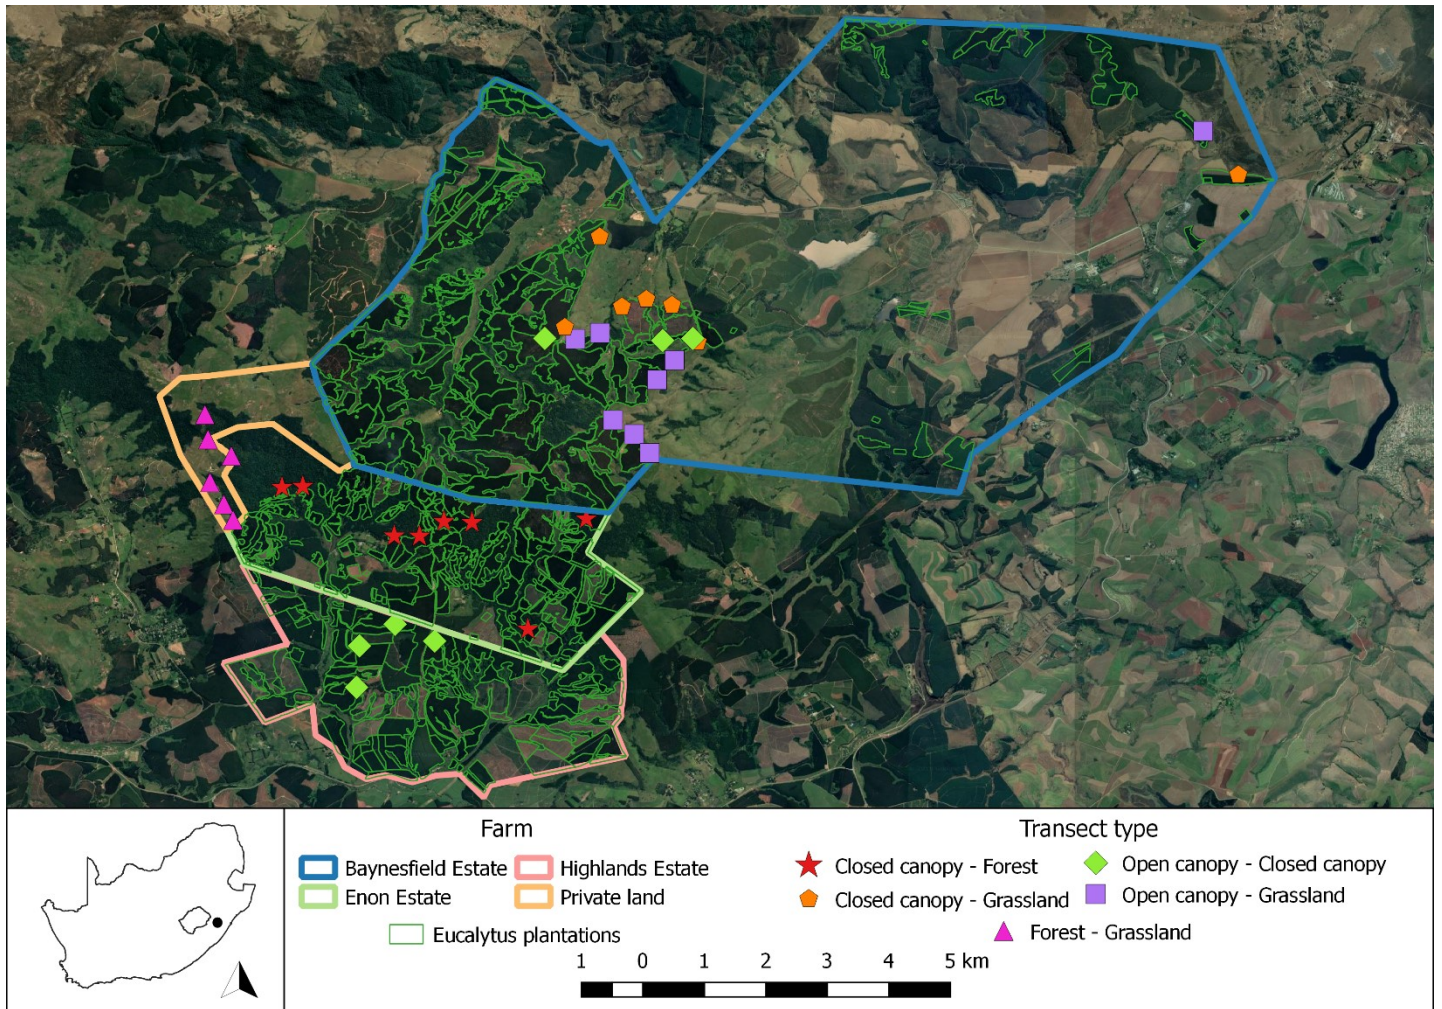 Farm
Baynesfield Estate
Highlands Estate
Enon Estate
Private land
Eucalytus plantations
Transect type
Closed canopy - Forest
Open canopy - Closed canopy
Closed canopy - Grassland
Open canopy - Grassland
Forest - Grassland
1 0 1 2 3 4 5 km